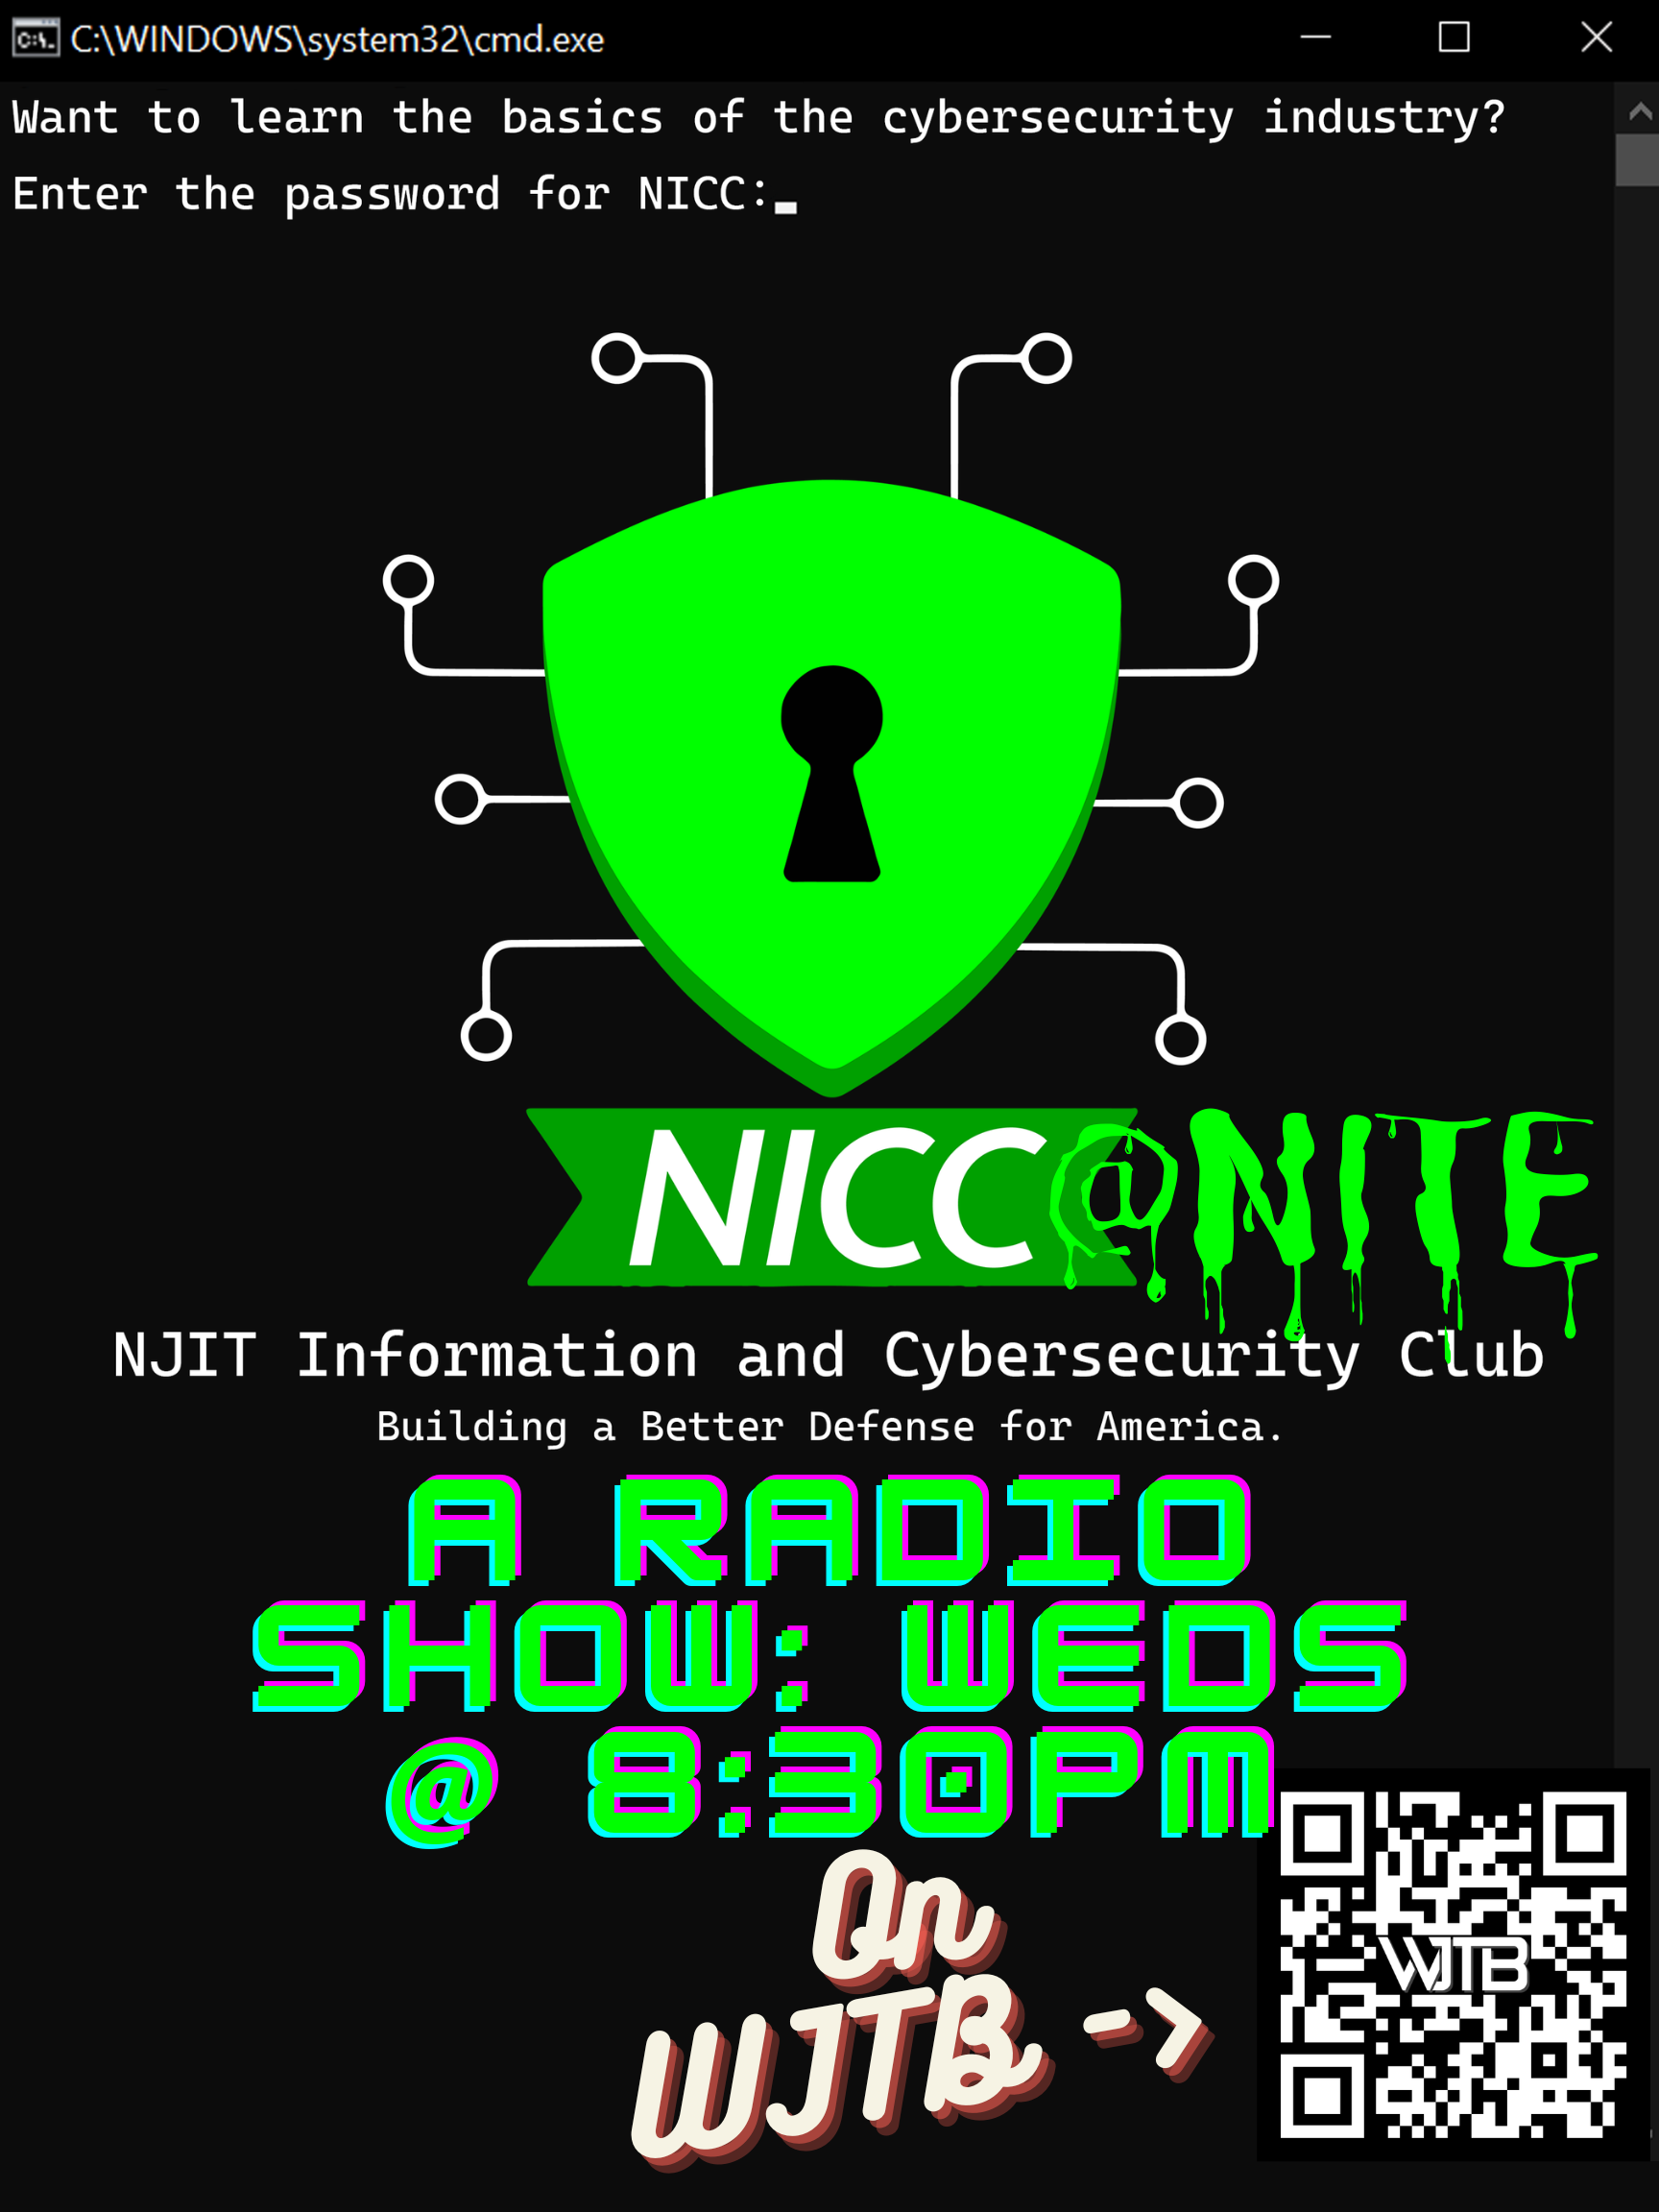 C:\WINDOWS\system32\cmd.exe
Want to learn the basics of the cybersecurity industry?
Enter the password for NICC:
NICC@NITE
NJIT Information and Cybersecurity Club
Building a Better Defense for America.
A RADIO
SHOW: WEDS
@ 8:30PM
On
WJTB ->
WJTB